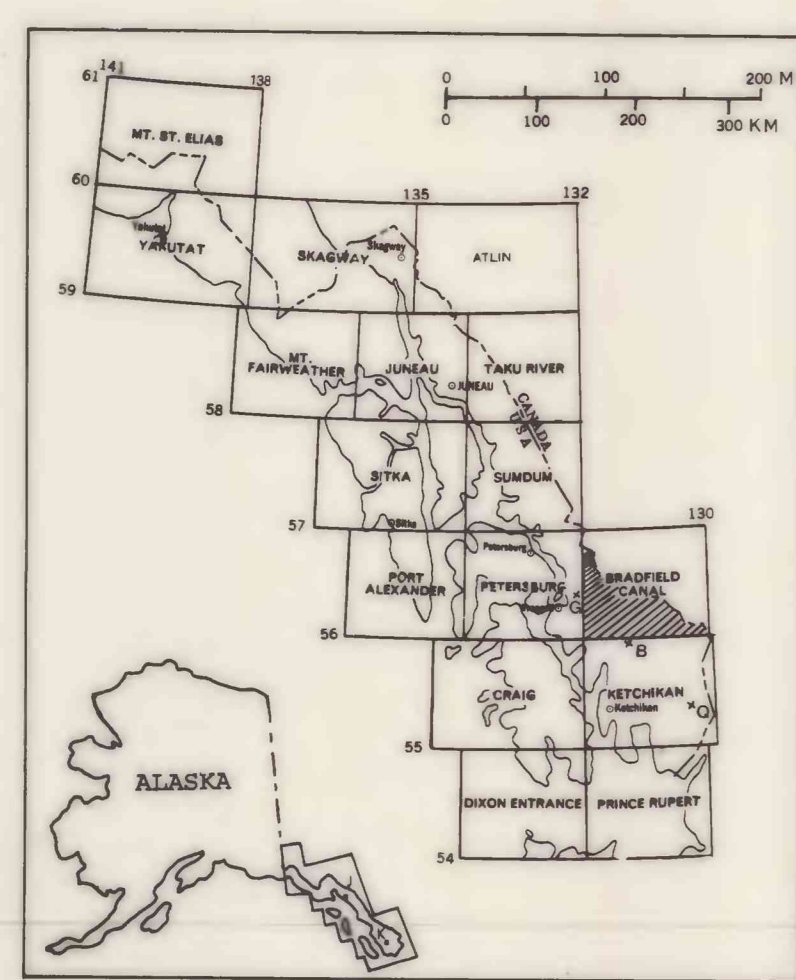 141
61
138
0 100 200 M
0 100 200 300 KM
MT. ST. ELIAS
60
135
132
Yakutat
YAKUTAT
SKAGWAY
Skagway
ATLIN
59
MT.
FAIRWEATHER
JUNEAU
JUNEAU
TAKU RIVER
58
CANADA
USA
SITKA
SUMDUM
57
Sitka
130
Petersburg
PORT
ALEXANDER
PETERSBURG
G
BRADFIELD
CANAL
56
B
CRAIG
KETCHIKAN
Ketchikan
Q
55
ALASKA
DIXON ENTRANCE
PRINCE RUPERT
54
K